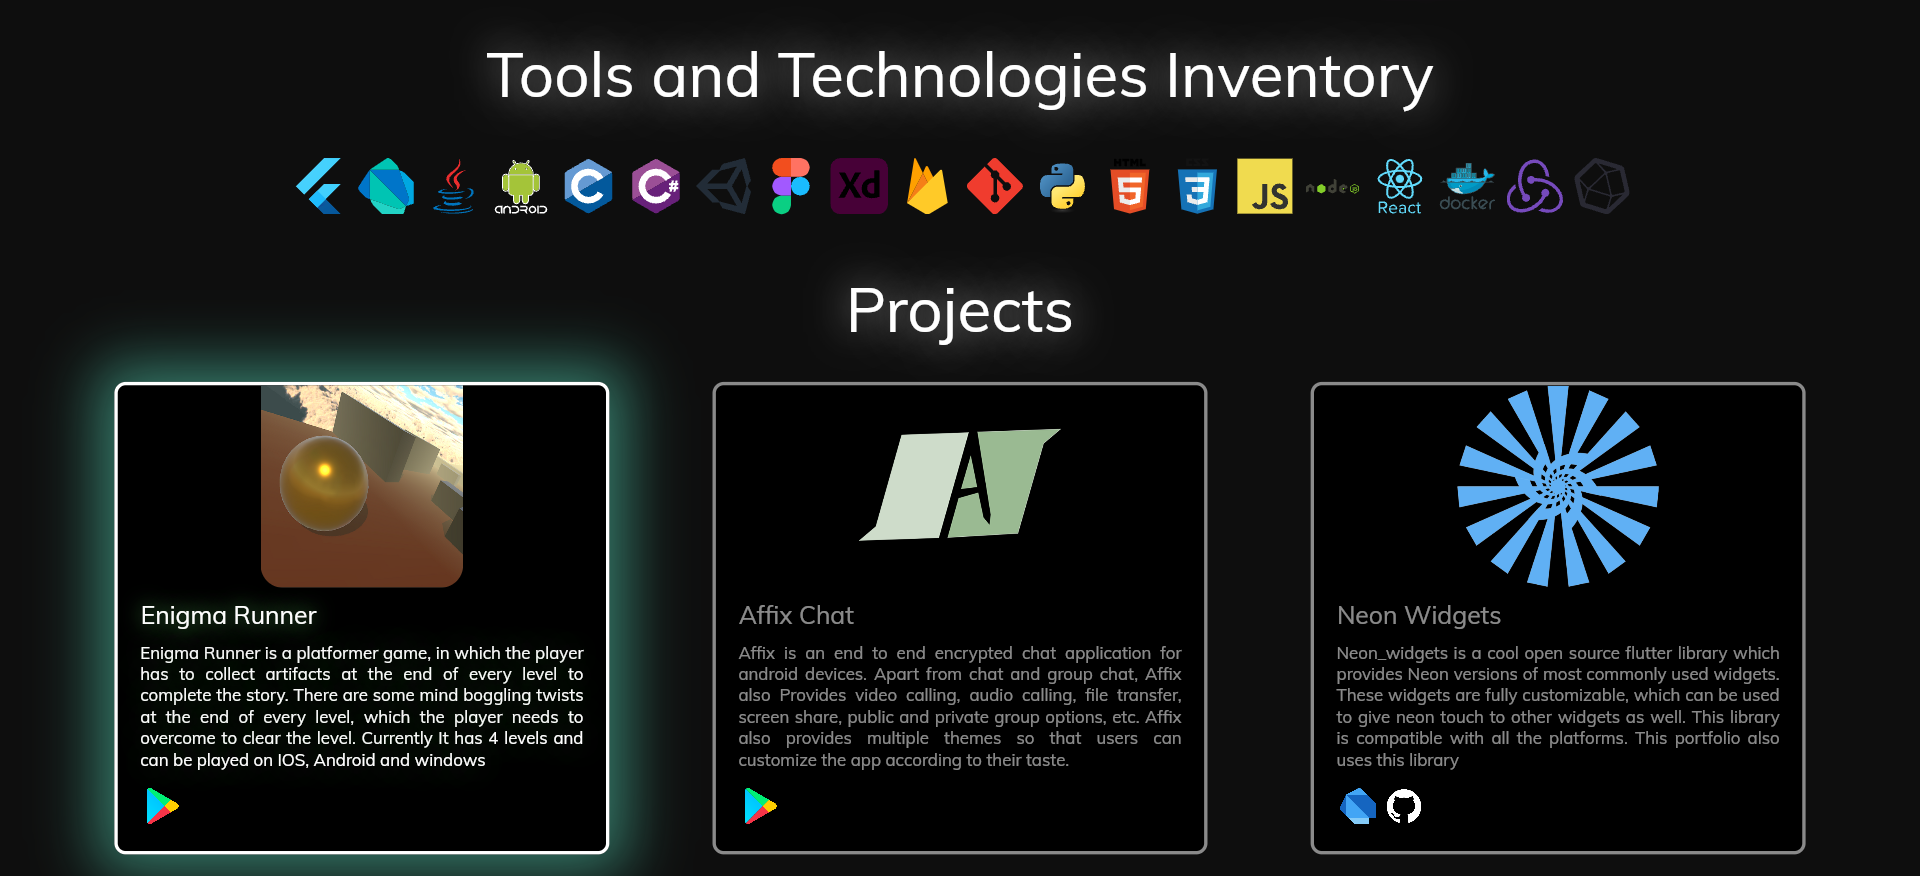 Tools and Technologies Inventory
ANDROID
C
C#
Xd
HTML
5
CSS
3
JS
node
JS
React
docker
Projects
A
Enigma Runner
Enigma Runner is a platformer game, in which the player
has to collect artifacts at the end of every level to
complete the story. There are some mind boggling twists
at the end of every level, which the player needs to
overcome to clear the level. Currently It has 4 levels and
can be played on IOS, Android and windows
Affix Chat
Affix is an end to end encrypted chat application for
android devices. Apart from chat and group chat, Affix
also Provides video calling, audio calling, file transfer,
screen share, public and private group options, etc. Affix
also provides multiple themes so that users can
customize the app according to their taste.
Neon Widgets
Neon_widgets is a cool open source flutter library which
provides Neon versions of most commonly used widgets.
These widgets are fully customizable, which can be used
to give neon touch to other widgets as well. This library
is compatible with all the platforms. This portfolio also
uses this library